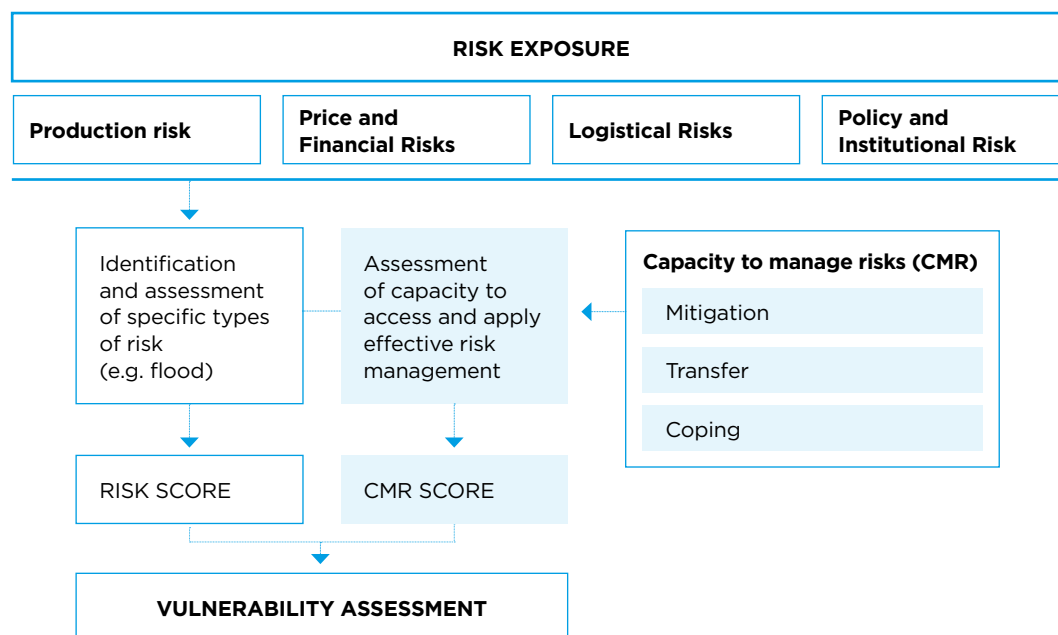 RISK EXPOSURE
Production risk
Price and
Financial Risks
Logistical Risks
Policy and
Institutional Risk
Identification
and assessment
of specific types
of risk
(e.g. flood)
Assessment
of capacity to
access and apply
effective risk
management
Capacity to manage risks (CMR)
Mitigation
Transfer
Coping
RISK SCORE
CMR SCORE
VULNERABILITY ASSESSMENT